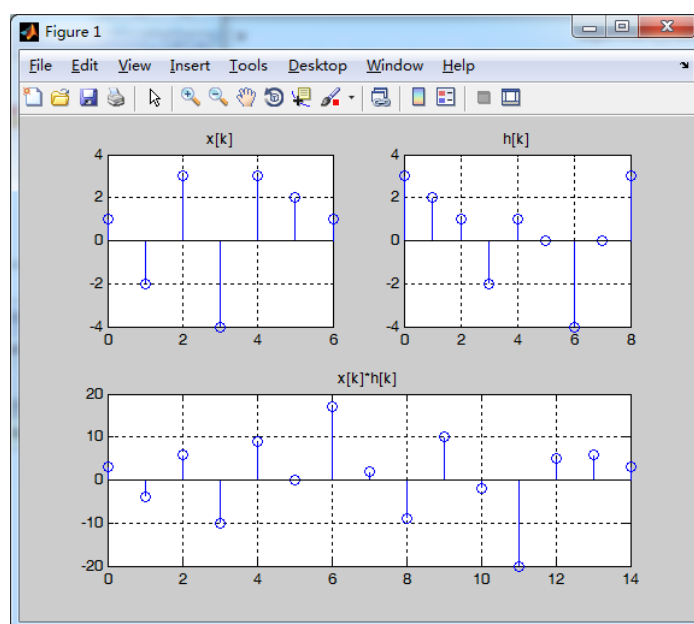 Figure 1
File Edit View Insert Tools Desktop Window Help
x[k]
4
2
0
-2
-4
0 2 4 6
h[k]
4
2
0
-2
-4
0 2 4 6 8
x[k]*h[k]
20
10
0
-10
-20
0 2 4 6 8 10 12 14